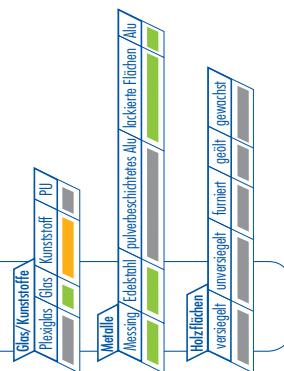 Glas/Kunststoffe
Plexiglas Glas Kunststoff PU
Metalle
Messing Edelstahl pulverbeschichtetes Alu lackierte Flächen Alu
Holzflächen
versiegelt unversiegelt furniert geölt gewachst